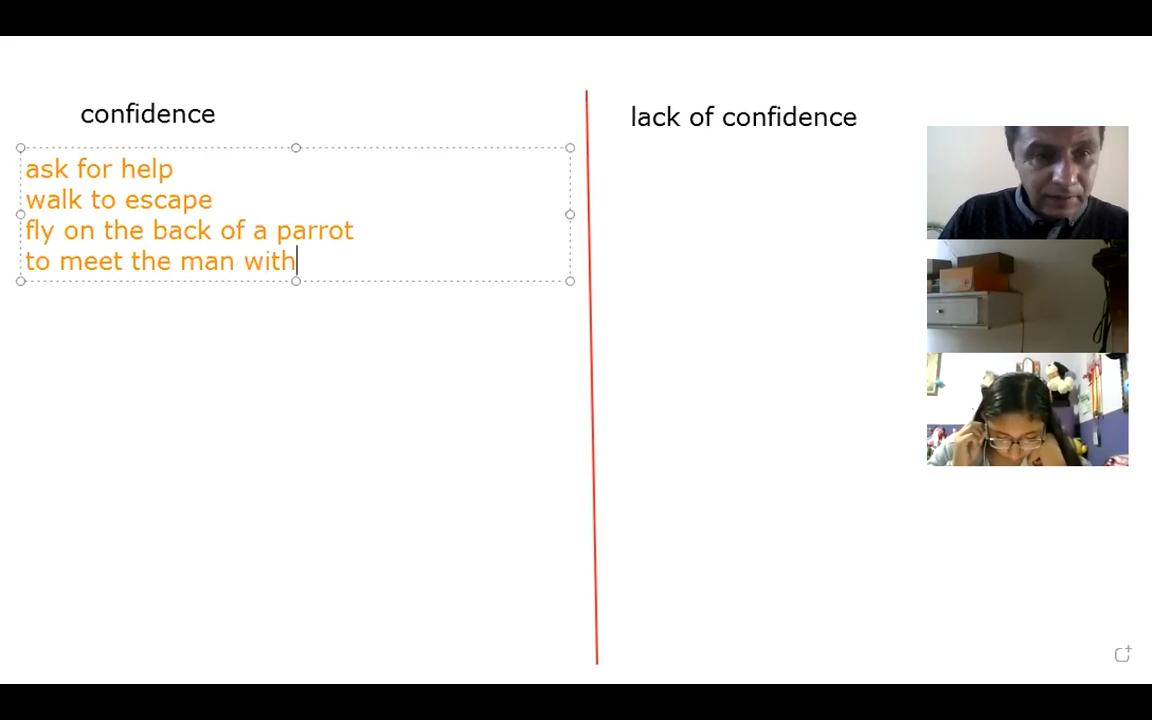 confidence
ask for help
walk to escape
fly on the back of a parrot
to meet the man with
lack of confidence